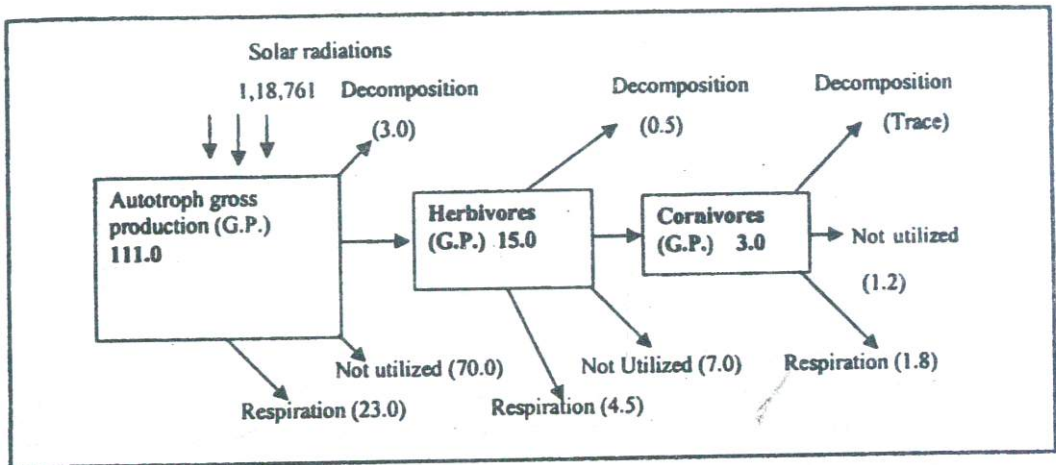 Solar radiations
1,18,761
Decomposition
(3.0)
Decomposition
(0.5)
Decomposition
(Trace)
Autotroph gross
production (G.P.)
111.0
Herbivores
(G.P.) 15.0
Cornivores
(G.P.) 3.0
Not utilized
(1.2)
Not utilized (70.0)
Not Utilized (7.0)
Respiration (1.8)
Respiration (23.0)
Respiration (4.5)